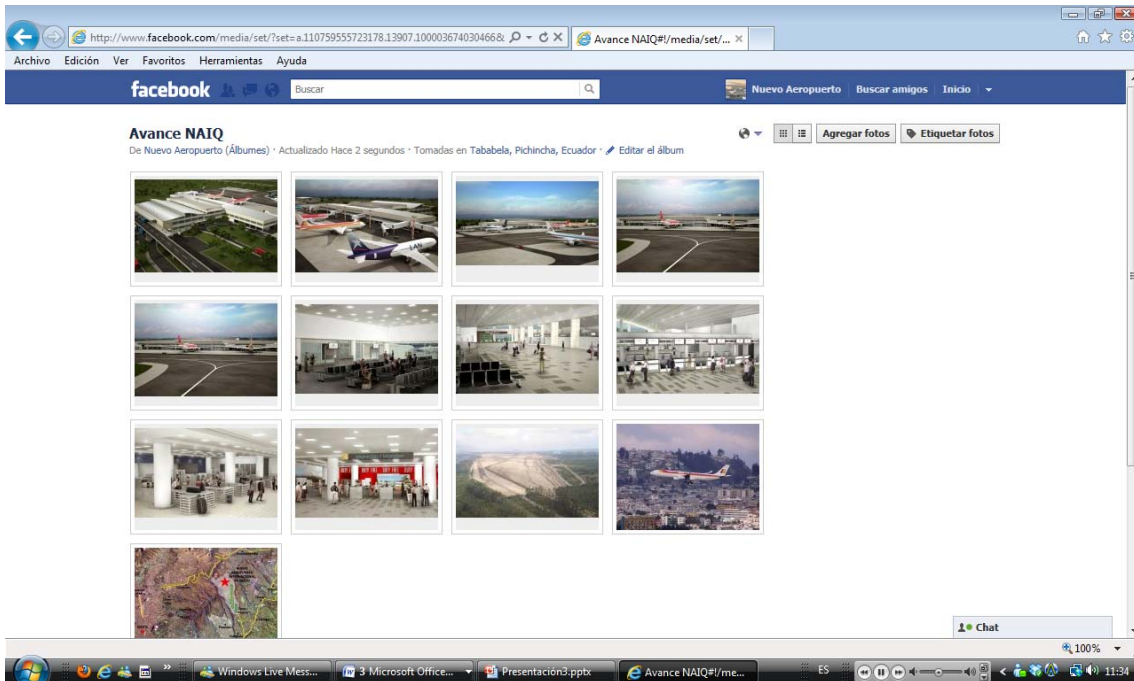 http://www.facebook.com/media/set/?set=a.110759555723178.13907.100003674030466&
Avance NAIQ#!/media/set/...
Archivo Edición Ver Favoritos Herramientas Ayuda
facebook Buscar Nuevo Aeropuerto Buscar amigos Inicio
Avance NAIQ
Agregar fotos Etiquetar fotos
De Nuevo Aeropuerto (Álbumes) · Actualizado Hace 2 segundos · Tomadas en Tababela, Pichincha, Ecuador · Editar el álbum
LAN
Chat
100%
Windows Live Mess... 3 Microsoft Office... Presentación3.pptx Avance NAIQ#!/me... ES 11:34